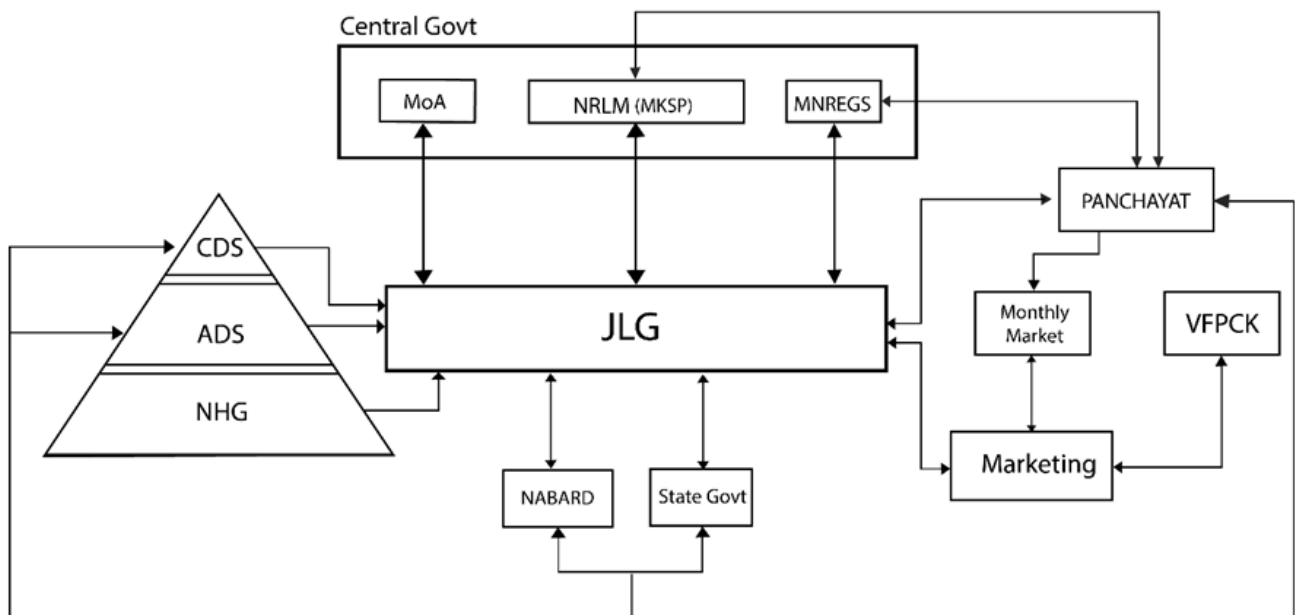 Central Govt
MoA
NRLM (MKSP)
MNREGS
PANCHAYAT
CDS
ADS
NHG
JLG
Monthly
Market
VFPCK
Marketing
NABARD
State Govt